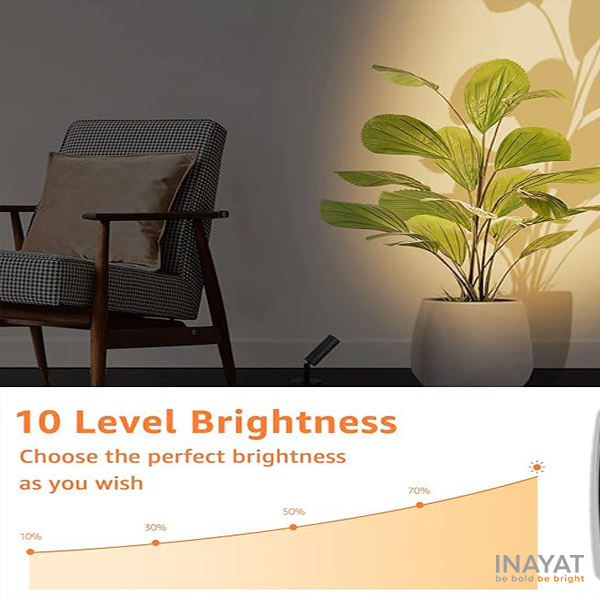 10 Level Brightness
Choose the perfect brightness
as you wish
10%
30%
50%
70%
INAYAT
be bold be bright